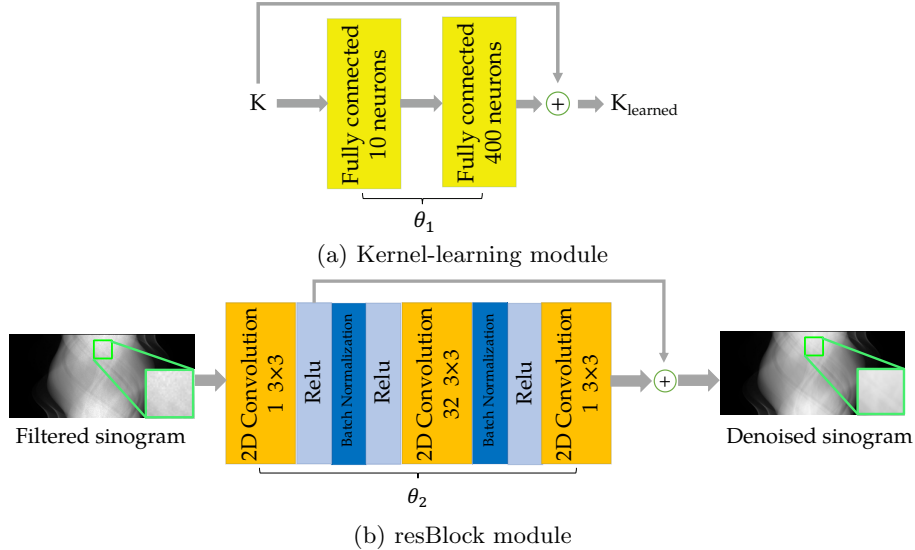 K
Fully connected
10 neurons
Fully connected
400 neurons
+
K_learned
θ_1
(a) Kernel-learning module
Filtered sinogram
2D Convolution
1 3×3
Relu
Batch Normalization
Relu
2D Convolution
32 3×3
Batch Normalization
Relu
2D Convolution
1 3×3
+
Denoised sinogram
θ_2
(b) resBlock module